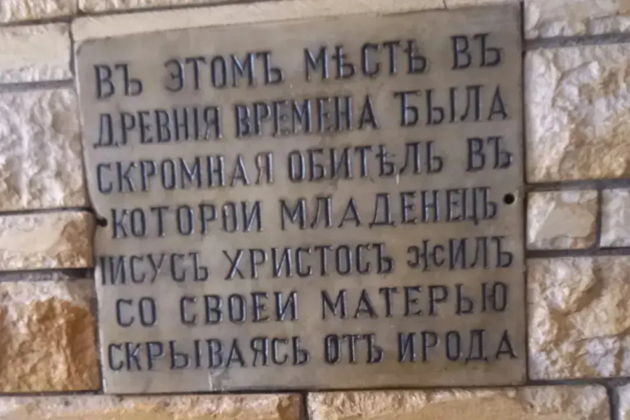 ВЪ ЭТОМЪ МѢСТѢ ВЪ
ДРЕВНІЯ ВРЕМЕНА БЫЛА
СКРОМНАЯ ОБИТѢЛЬ ВЪ
КОТОРОИ МЛАДЕНЕЦЪ
ІИСУСЪ ХРИСТОСЪ ЖИЛЪ
СО СВОЕИ МАТЕРЬЮ
СКРЫВАЯСЬ ОТЪ ИРОДА